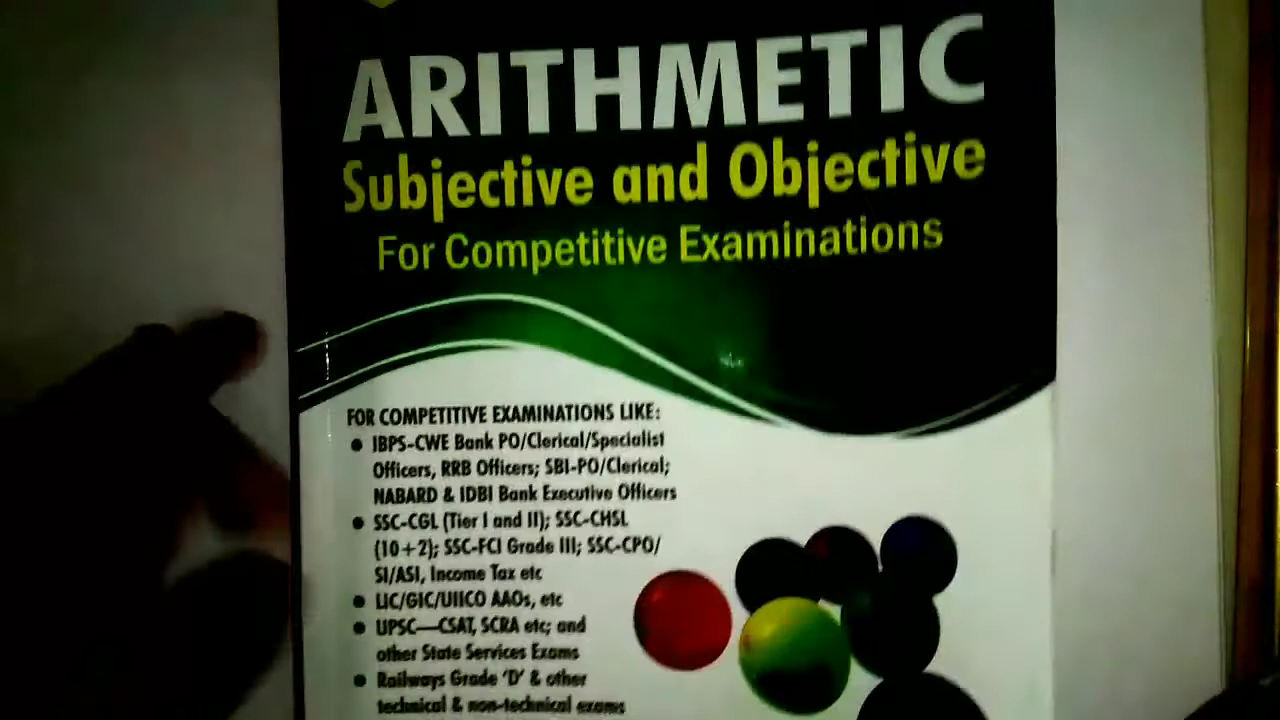 ARITHMETIC
Subjective and Objective
For Competitive Examinations
FOR COMPETITIVE EXAMINATIONS LIKE:
● IBPS-CWE Bank PO/Clerical/Specialist
Officers, RRB Officers; SBI-PO/Clerical;
NABARD & IDBI Bank Executive Officers
● SSC-CGL (Tier I and II); SSC-CHSL
(10+2); SSC-FCI Grade III; SSC-CPO/
SI/ASI, Income Tax etc
● LIC/GIC/UIICO AAOs, etc
● UPSC—CSAT, SCRA etc; and
other State Services Exams
● Railways Grade 'D' & other
technical & non-technical exams